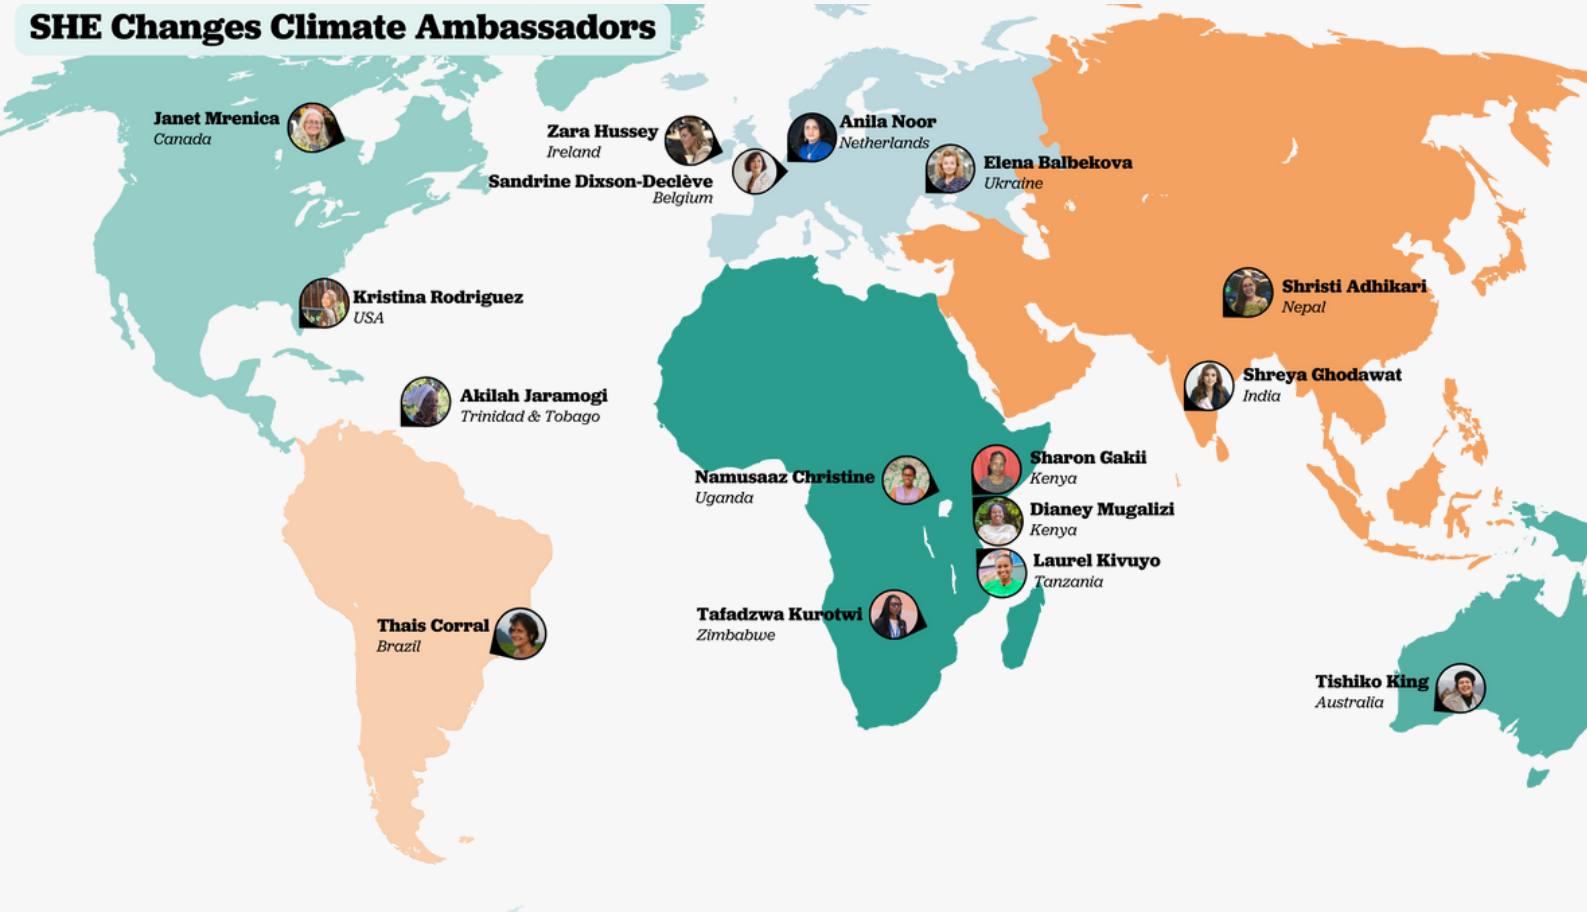 SHE Changes Climate Ambassadors
Janet Mrenica
Canada
Zara Hussey
Ireland
Anila Noor
Netherlands
Sandrine Dixson-Declève
Belgium
Elena Balbekova
Ukraine
Kristina Rodriguez
USA
Shristi Adhikari
Nepal
Akilah Jaramogi
Trinidad & Tobago
Shreya Ghodawat
India
Namusaaz Christine
Uganda
Sharon Gakii
Kenya
Dianey Mugalizi
Kenya
Laurel Kivuyo
Tanzania
Tafadzwa Kurotwi
Zimbabwe
Thais Corral
Brazil
Tishiko King
Australia